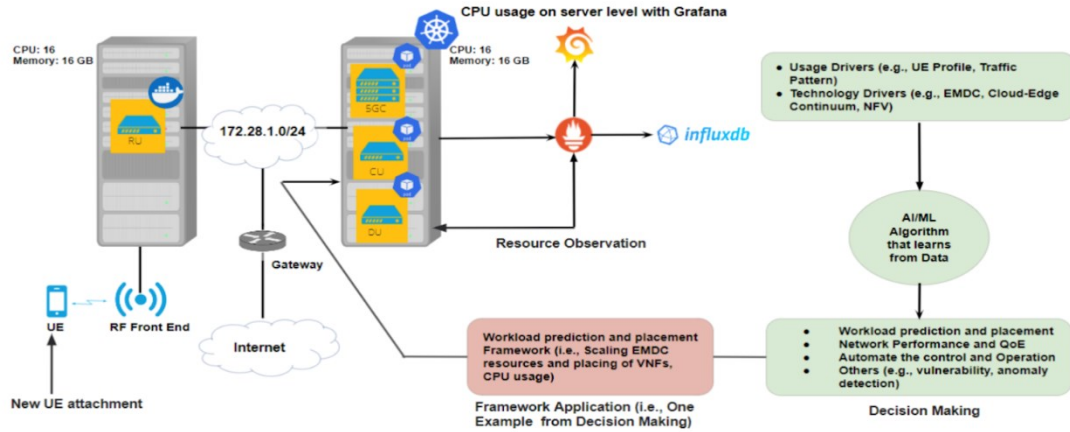 CPU usage on server level with Grafana
CPU: 16
Memory: 16 GB
CPU: 16
Memory: 16 GB
5GC
RU
172.28.1.0/24
CU
DU
influxdb
Resource Observation
Gateway
UE
RF Front End
Internet
New UE attachment
Usage Drivers (e.g., UE Profile, Traffic
Pattern)
Technology Drivers (e.g., EMDC, Cloud-Edge
Continuum, NFV)
AI/ML
Algorithm
that learns
from Data
Workload prediction and placement
Framework (i.e., Scaling EMDC
resources and placing of VNFs,
CPU usage)
Framework Application (i.e., One
Example from Decision Making)
Workload prediction and placement
Network Performance and QoE
Automate the control and Operation
Others (e.g., vulnerability, anomaly
detection)
Decision Making